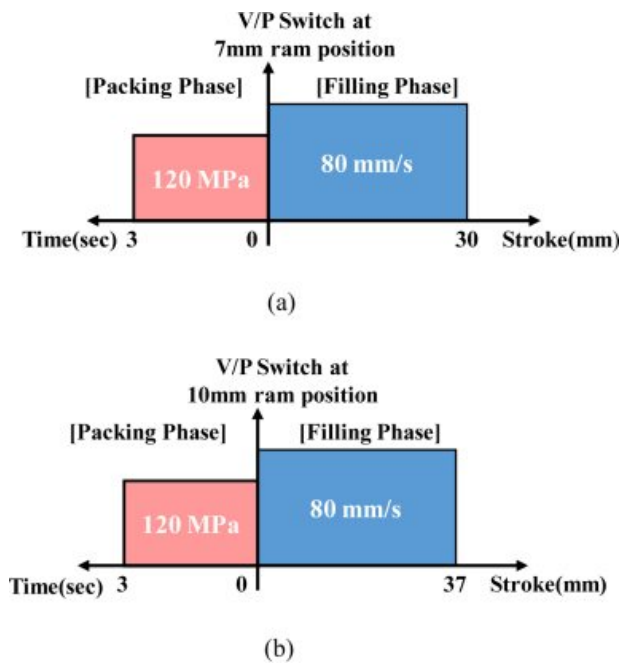 V/P Switch at
7mm ram position
[Packing Phase] [Filling Phase]
120 MPa 80 mm/s
Time(sec) 3 0 30 Stroke(mm)
(a)
V/P Switch at
10mm ram position
[Packing Phase] [Filling Phase]
120 MPa 80 mm/s
Time(sec) 3 0 37 Stroke(mm)
(b)